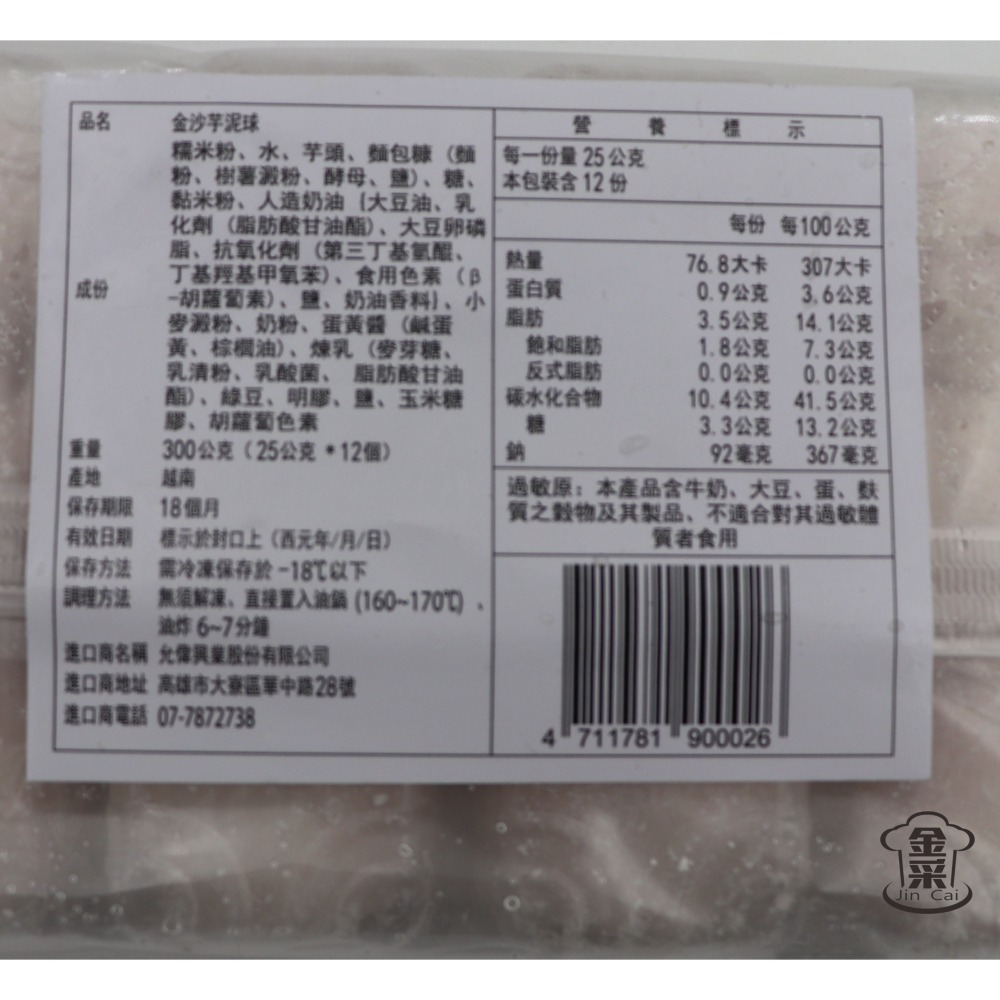 品名 金沙芋泥球
成份
糯米粉、水、芋頭、麵包糠（麵
粉、樹薯澱粉、酵母、鹽）、糖、
黏米粉、人造奶油｛大豆油、乳
化劑（脂肪酸甘油酯）、大豆卵磷
脂、抗氧化劑（第三丁基氫醌、
丁基羥基甲氧苯）、食用色素（β
-胡蘿蔔素）、鹽、奶油香料｝、小
麥澱粉、奶粉、蛋黃醬（鹹蛋
黃、棕櫚油）、煉乳（麥芽糖、
乳清粉、乳酸菌、 脂肪酸甘油
酯）、綠豆、明膠、鹽、玉米糖
膠、胡蘿蔔色素
重量 300公克（25公克*12個）
產地 越南
保存期限 18個月
有效日期 標示於封口上（西元年/月/日）
保存方法 需冷凍保存於-18℃以下
調理方法 無須解凍、直接置入油鍋(160~170℃)、
油炸6~7分鐘
進口商名稱 允偉興業股份有限公司
進口商地址 高雄市大寮區華中路28號
進口商電話 07-7872738
營養標示
每一份量25公克
本包裝含12份
每份 每100公克
熱量 76.8大卡 307大卡
蛋白質 0.9公克 3.6公克
脂肪 3.5公克 14.1公克
飽和脂肪 1.8公克 7.3公克
反式脂肪 0.0公克 0.0公克
碳水化合物 10.4公克 41.5公克
糖 3.3公克 13.2公克
鈉 92毫克 367毫克
過敏原：本產品含牛奶、大豆、蛋、麩
質之穀物及其製品、不適合對其過敏體
質者食用
4 711781 900026
金菜
Jin Cai